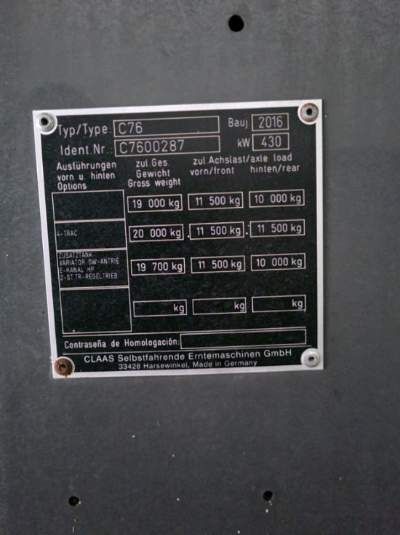 Typ/Type C76 Bauj 2016
Ident.Nr. C7600287 kW 430
Ausführungen vorn u. hinten Options zul.Ges. Gewicht Gross weight zul.Achslast/axle load vorn/front hinten/rear
19 000 kg 11 500 kg 10 000 kg
4-TRAC 20 000 kg 11 500 kg 11 500 kg
ZUSATZTANK
VARIATOR
19 700 kg 11 500 kg 10 000 kg
kg kg kg
Contraseña de Homologación:
CLAAS Selbstfahrende Erntemaschinen GmbH
33428 Harsewinkel, Made in Germany